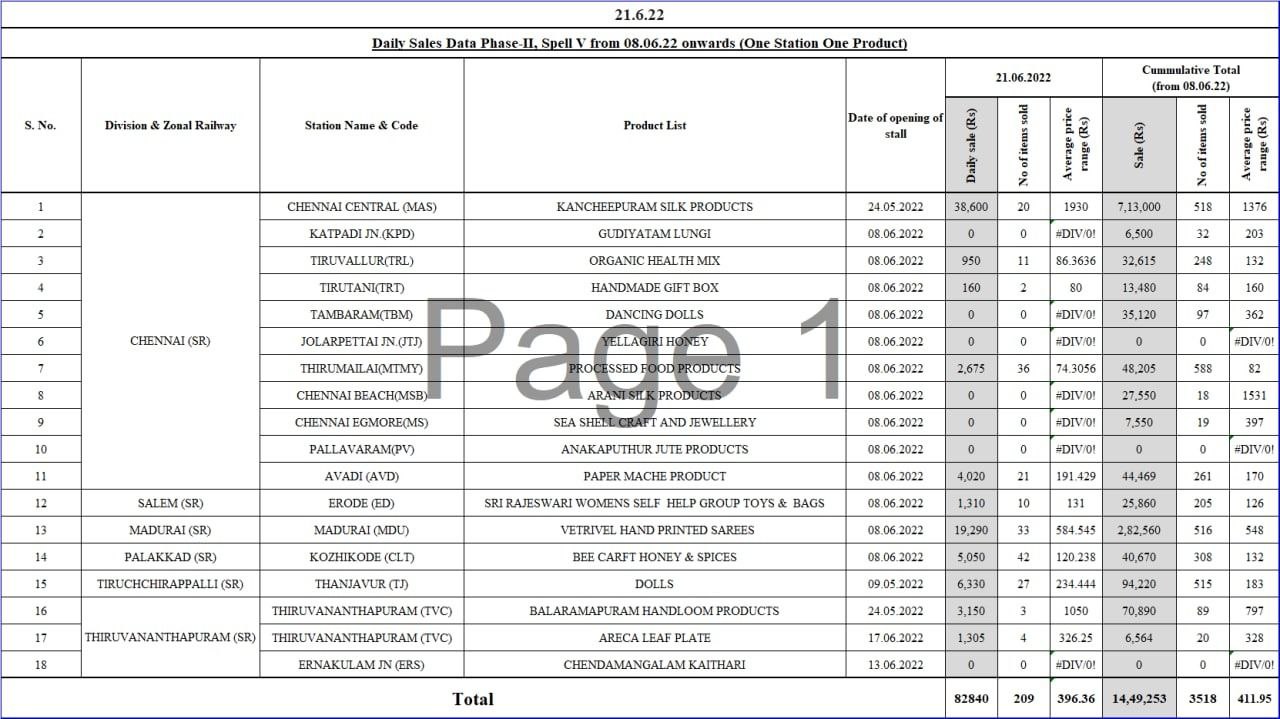 21.6.22
Daily Sales Data Phase-II, Spell V from 08.06.22 onwards (One Station One Product)
S. No. Division & Zonal Railway Station Name & Code Product List Date of opening of stall 21.06.2022 Cummulative Total (from 08.06.22)
Daily sale (Rs) No of items sold Average price range (Rs) Sale (Rs) No of items sold Average price range (Rs)
1 CHENNAI CENTRAL (MAS) KANCHEEPURAM SILK PRODUCTS 24.05.2022 38,600 20 1930 7,13,000 518 1376
2 KATPADI JN.(KPD) GUDIYATAM LUNGI 08.06.2022 0 0 #DIV/0! 6,500 32 203
3 TIRUVALLUR(TRL) ORGANIC HEALTH MIX 08.06.2022 950 11 86.3636 32,615 248 132
4 TIRUTANI(TRT) HANDMADE GIFT BOX 08.06.2022 160 2 80 13,480 84 160
5 TAMBARAM(TBM) DANCING DOLLS 08.06.2022 0 0 #DIV/0! 35,120 97 362
6 CHENNAI (SR) JOLARPETTAI JN.(JTJ) YELLAGIRI HONEY 08.06.2022 0 0 #DIV/0! 0 0 #DIV/0!
7 THIRUMAILAI(MTMY) PROCESSED FOOD PRODUCTS 08.06.2022 2,675 36 74.3056 48,205 588 82
8 CHENNAI BEACH(MSB) ARANI SILK PRODUCTS 08.06.2022 0 0 #DIV/0! 27,550 18 1531
9 CHENNAI EGMORE(MS) SEA SHELL CRAFT AND JEWELLERY 08.06.2022 0 0 #DIV/0! 7,550 19 397
10 PALLAVARAM(PV) ANAKAPUTHUR JUTE PRODUCTS 08.06.2022 0 0 #DIV/0! 0 0 #DIV/0!
11 AVADI (AVD) PAPER MACHE PRODUCT 08.06.2022 4,020 21 191.429 44,469 261 170
12 SALEM (SR) ERODE (ED) SRI RAJESWARI WOMENS SELF HELP GROUP TOYS & BAGS 08.06.2022 1,310 10 131 25,860 205 126
13 MADURAI (SR) MADURAI (MDU) VETRIVEL HAND PRINTED SAREES 08.06.2022 19,290 33 584.545 2,82,560 516 548
14 PALAKKAD (SR) KOZHIKODE (CLT) BEE CARFT HONEY & SPICES 08.06.2022 5,050 42 120.238 40,670 308 132
15 TIRUCHCHIRAPPALLI (SR) THANJAVUR (TJ) DOLLS 09.05.2022 6,330 27 234.444 94,220 515 183
16 THIRUVANANTHAPURAM (TVC) BALARAMAPURAM HANDLOOM PRODUCTS 24.05.2022 3,150 3 1050 70,890 89 797
17 THIRUVANANTHAPURAM (SR) THIRUVANANTHAPURAM (TVC) ARECA LEAF PLATE 17.06.2022 1,305 4 326.25 6,564 20 328
18 ERNAKULAM JN (ERS) CHENDAMANGALAM KAITHARI 13.06.2022 0 0 #DIV/0! 0 0 #DIV/0!
Total 82840 209 396.36 14,49,253 3518 411.95
Page 1